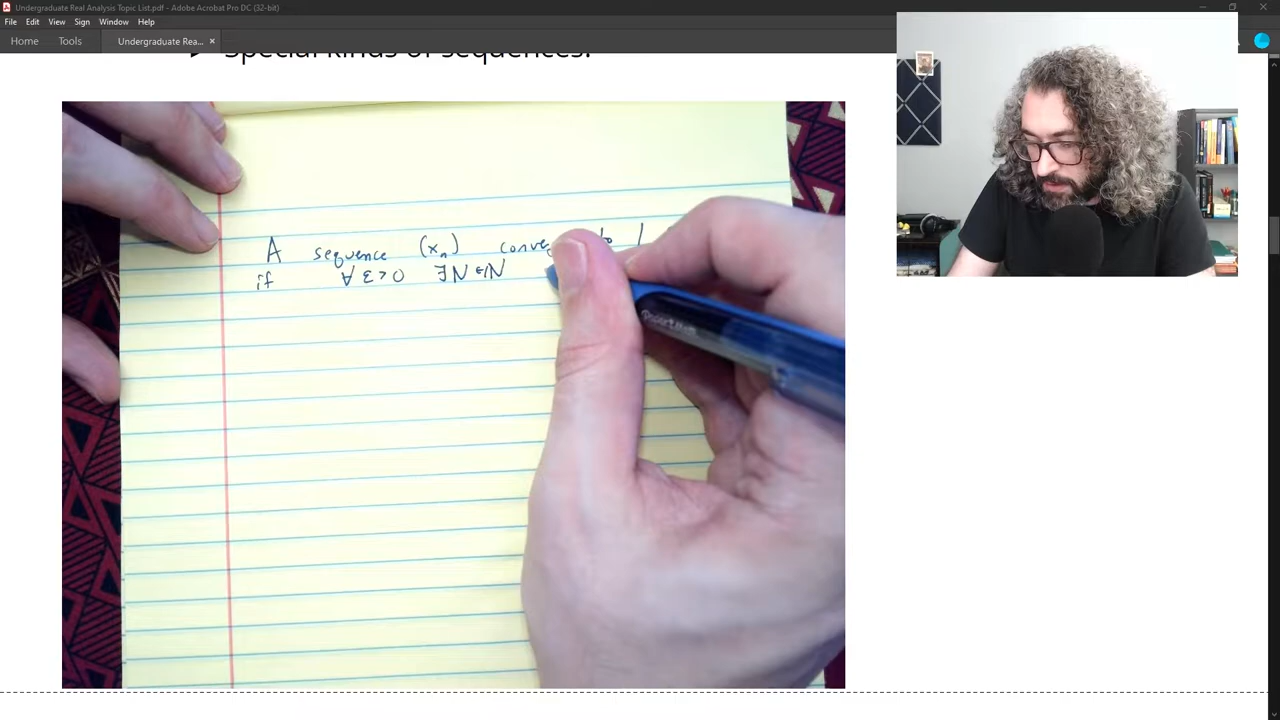 Undergraduate Real Analysis Topic List.pdf - Adobe Acrobat Pro DC (32-bit)
File Edit View Sign Window Help
Home Tools Undergraduate Rea... ×
Special kinds of sequences:
A sequence (xₙ) to
if ∀ ε>0 ∃N∈ℕ